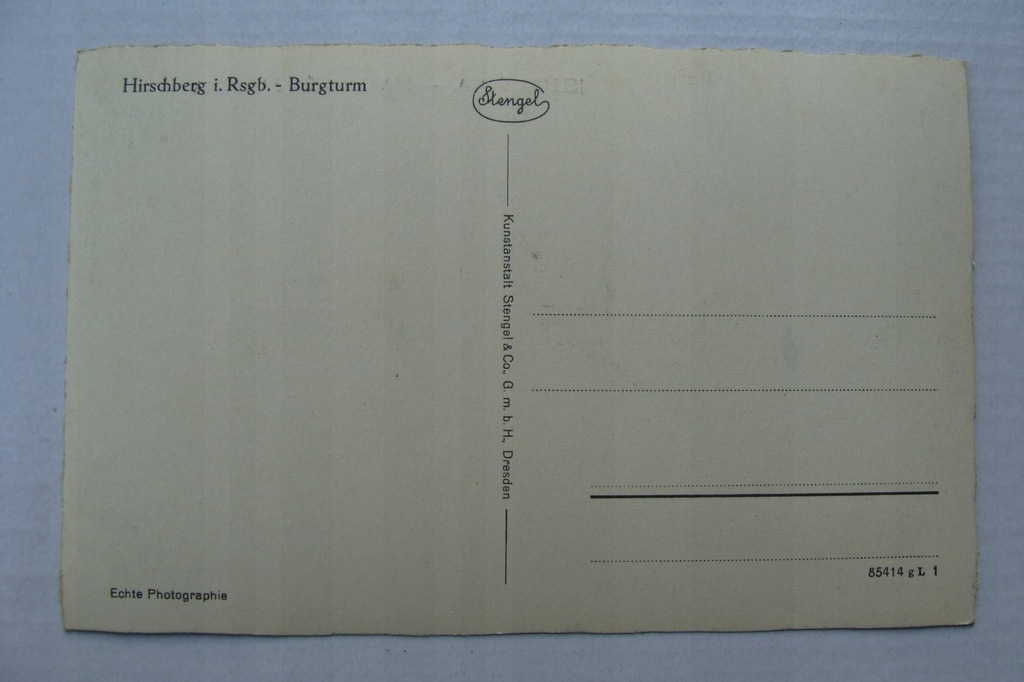 Hirschberg i. Rsgb. - Burgturm
Stengel
Kunstanstalt Stengel & Co., G. m. b. H., Dresden
85414 g L 1
Echte Photographie